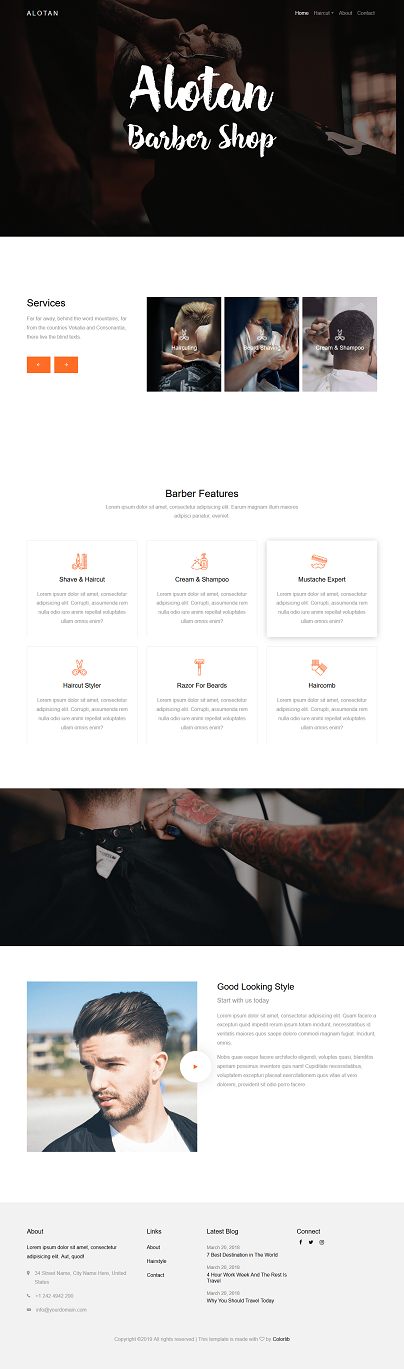 ALOTAN
Home Haircut About Contact
Alotan
Barber Shop
Services
Far far away, behind the word mountains, far
from the countries Vokalia and Consonantia,
there live the blind texts.
Haircuting
Beard Shaving
Cream & Shampoo
Barber Features
Lorem ipsum dolor sit amet, consectetur adipisicing elit. Earum magnam illum maiores
adipisci pariatur, eveniet.
Shave & Haircut
Lorem ipsum dolor sit amet, consectetur
adipisicing elit. Corrupti, assumenda rem
nulla odio iure animi repellat voluptates
ullam omnis enim?
Cream & Shampoo
Lorem ipsum dolor sit amet, consectetur
adipisicing elit. Corrupti, assumenda rem
nulla odio iure animi repellat voluptates
ullam omnis enim?
Mustache Expert
Lorem ipsum dolor sit amet, consectetur
adipisicing elit. Corrupti, assumenda rem
nulla odio iure animi repellat voluptates
ullam omnis enim?
Haircut Styler
Lorem ipsum dolor sit amet, consectetur
adipisicing elit. Corrupti, assumenda rem
nulla odio iure animi repellat voluptates
ullam omnis enim?
Razor For Beards
Lorem ipsum dolor sit amet, consectetur
adipisicing elit. Corrupti, assumenda rem
nulla odio iure animi repellat voluptates
ullam omnis enim?
Haircomb
Lorem ipsum dolor sit amet, consectetur
adipisicing elit. Corrupti, assumenda rem
nulla odio iure animi repellat voluptates
ullam omnis enim?
Good Looking Style
Start with us today
Lorem ipsum dolor sit amet, consectetur adipisicing elit. Quam facere a
excepturi quod impedit rerum ipsum totam incidunt, necessitatibus id
veritatis maiores quos saepe dolore commodi magnam fugiat. Incidunt,
omnis.
Nobis quae eaque facere architecto eligendi, voluptas quasi, blanditiis
aperiam possimus inventore quis nam! Cupiditate necessitatibus,
voluptatem excepturi placeat exercitationem quos vitae ut vero
dolorem, provident sit odio porro facere.
About
Lorem ipsum dolor sit amet, consectetur
adipisicing elit. Aut, quod!
34 Street Name, City Name Here, United
States
+1 242 4942 290
info@yourdomain.com
Links
About
Hairstyle
Contact
Latest Blog
March 20, 2018
7 Best Destination in The World
March 20, 2018
4 Hour Work Week And The Rest Is
Travel
March 20, 2018
Why You Should Travel Today
Connect
Copyright ©2019 All rights reserved | This template is made with ♡ by Colorlib